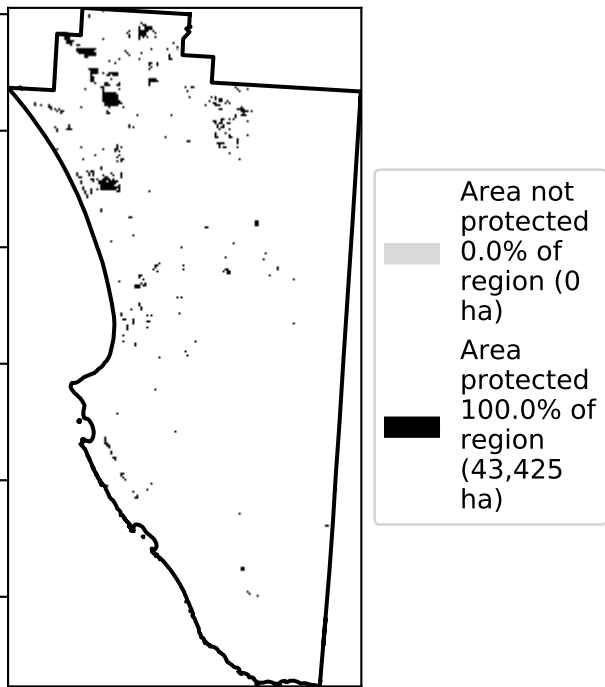 Area not
protected
0.0% of
region (0
ha)
Area
protected
100.0% of
region
(43,425
ha)